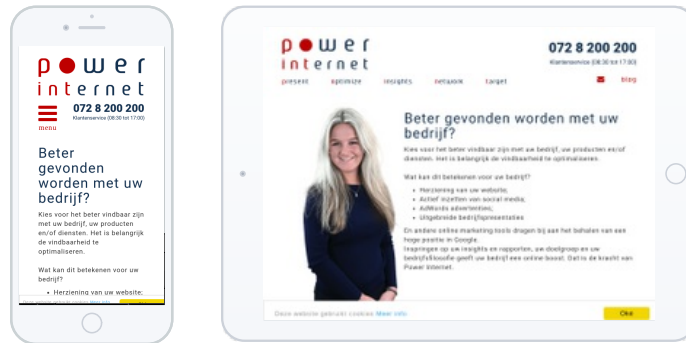 power
internet
072 8 200 200
Klantenservice (08:30 tot 17:00)
menu
Beter
gevonden
worden met uw
bedrijf?
Kies voor het beter vindbaar zijn
met uw bedrijf, uw producten
en/of diensten. Het is belangrijk
de vindbaarheid te
optimaliseren.
Wat kan dit betekenen voor uw
bedrijf?
• Herziening van uw website;
Deze website gebruikt cookies Meer info
power
internet
072 8 200 200
Klantenservice (08:30 tot 17:00)
present optimize insights network target blog
Beter gevonden worden met uw
bedrijf?
Kies voor het beter vindbaar zijn met uw bedrijf, uw producten en/of
diensten. Het is belangrijk de vindbaarheid te optimaliseren.
Wat kan dit betekenen voor uw bedrijf?
• Herziening van uw website;
• Actief inzetten van social media;
• AdWords advertenties;
• Uitgebreide bedrijfspresentaties
En andere online marketing tools dragen bij aan het behalen van een
hoge positie in Google.
Inspringen op uw insights en rapporten, uw doelgroep en uw
bedrijfsfilosofie geeft uw bedrijf een online boost. Dat is de kracht van
Power Internet.
Deze website gebruikt cookies Meer info
Oke